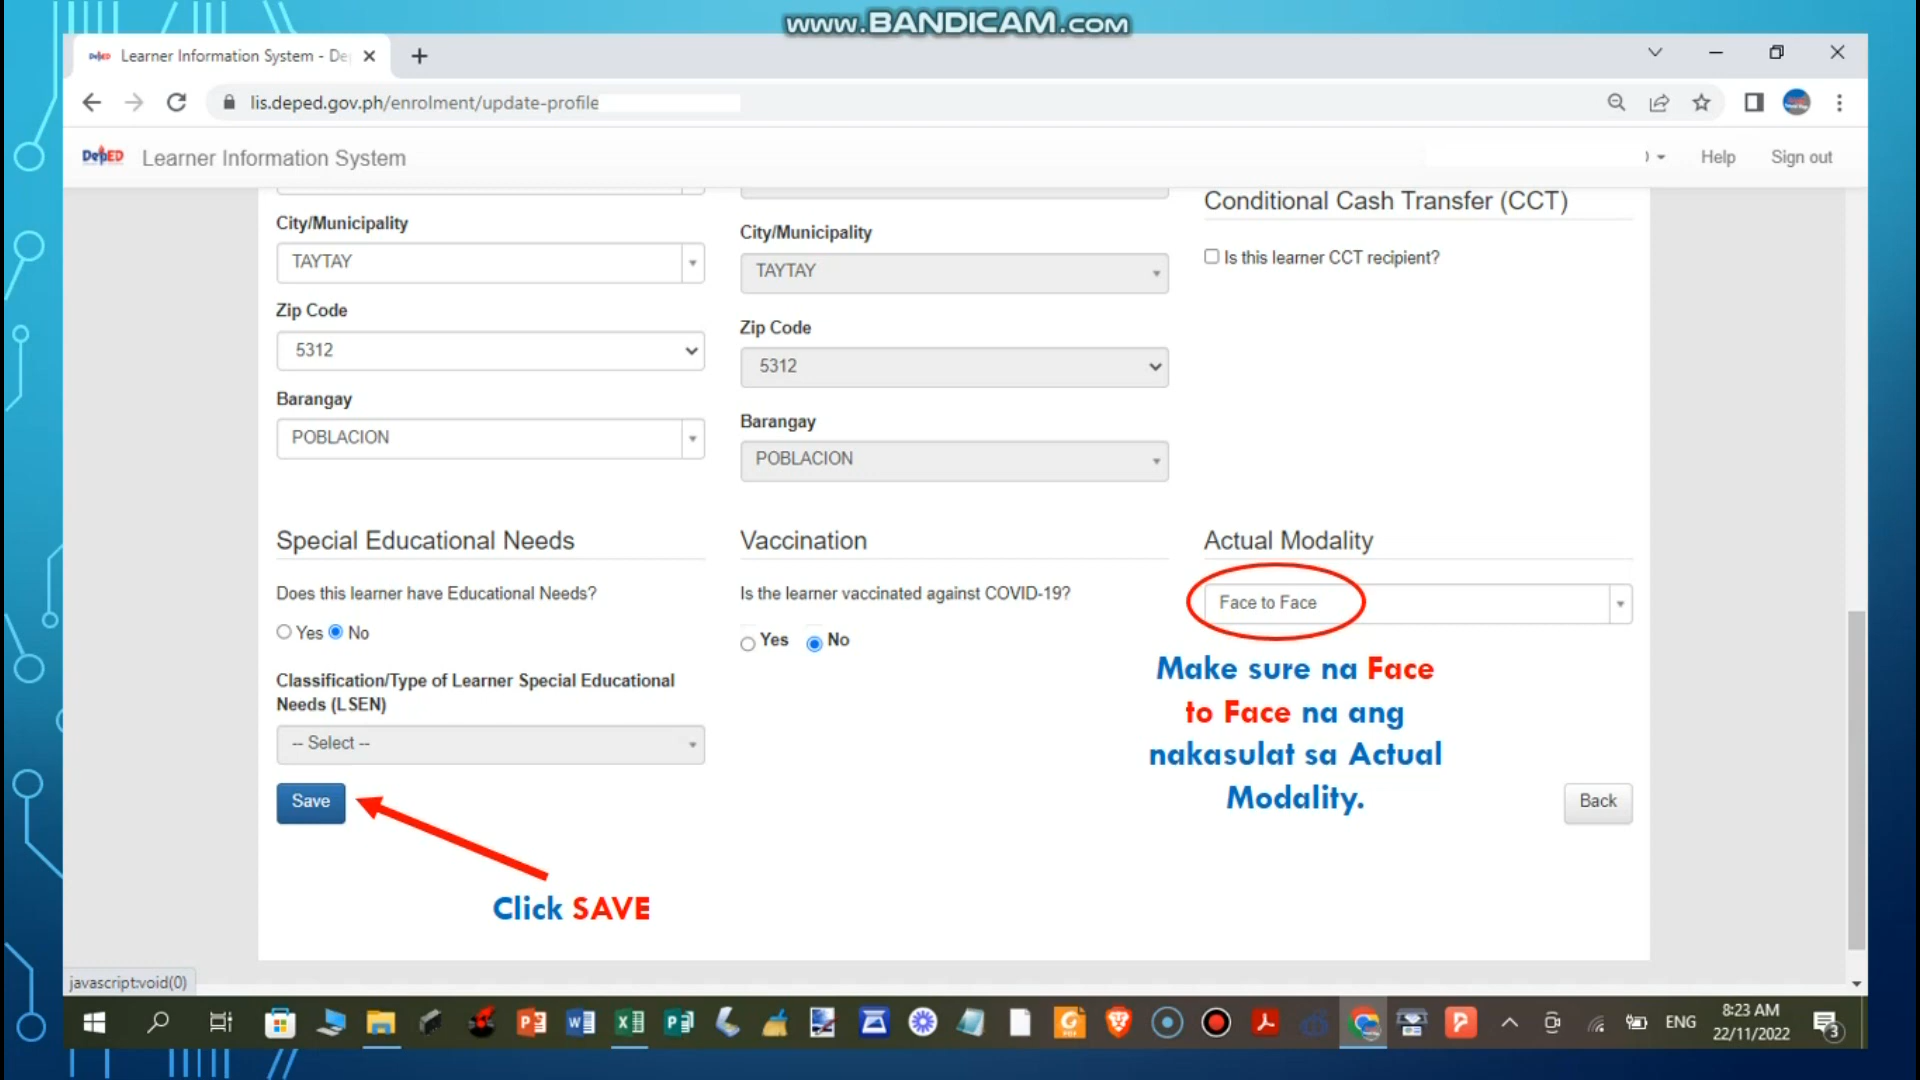 www.BANDICAM.com
DepED Learner Information System - De
lis.deped.gov.ph/enrolment/update-profile
DepED Learner Information System
Help
Sign out
City/Municipality
TAYTAY
Zip Code
5312
Barangay
POBLACION
City/Municipality
TAYTAY
Zip Code
5312
Barangay
POBLACION
Conditional Cash Transfer (CCT)
Is this learner CCT recipient?
Special Educational Needs
Does this learner have Educational Needs?
Yes No
Classification/Type of Learner Special Educational
Needs (LSEN)
-- Select --
Vaccination
Is the learner vaccinated against COVID-19?
Yes No
Actual Modality
Face to Face
Make sure na Face
to Face na ang
nakasulat sa Actual
Modality.
Save
Back
Click SAVE
javascript:void(0)
ENG
8:23 AM
22/11/2022
3